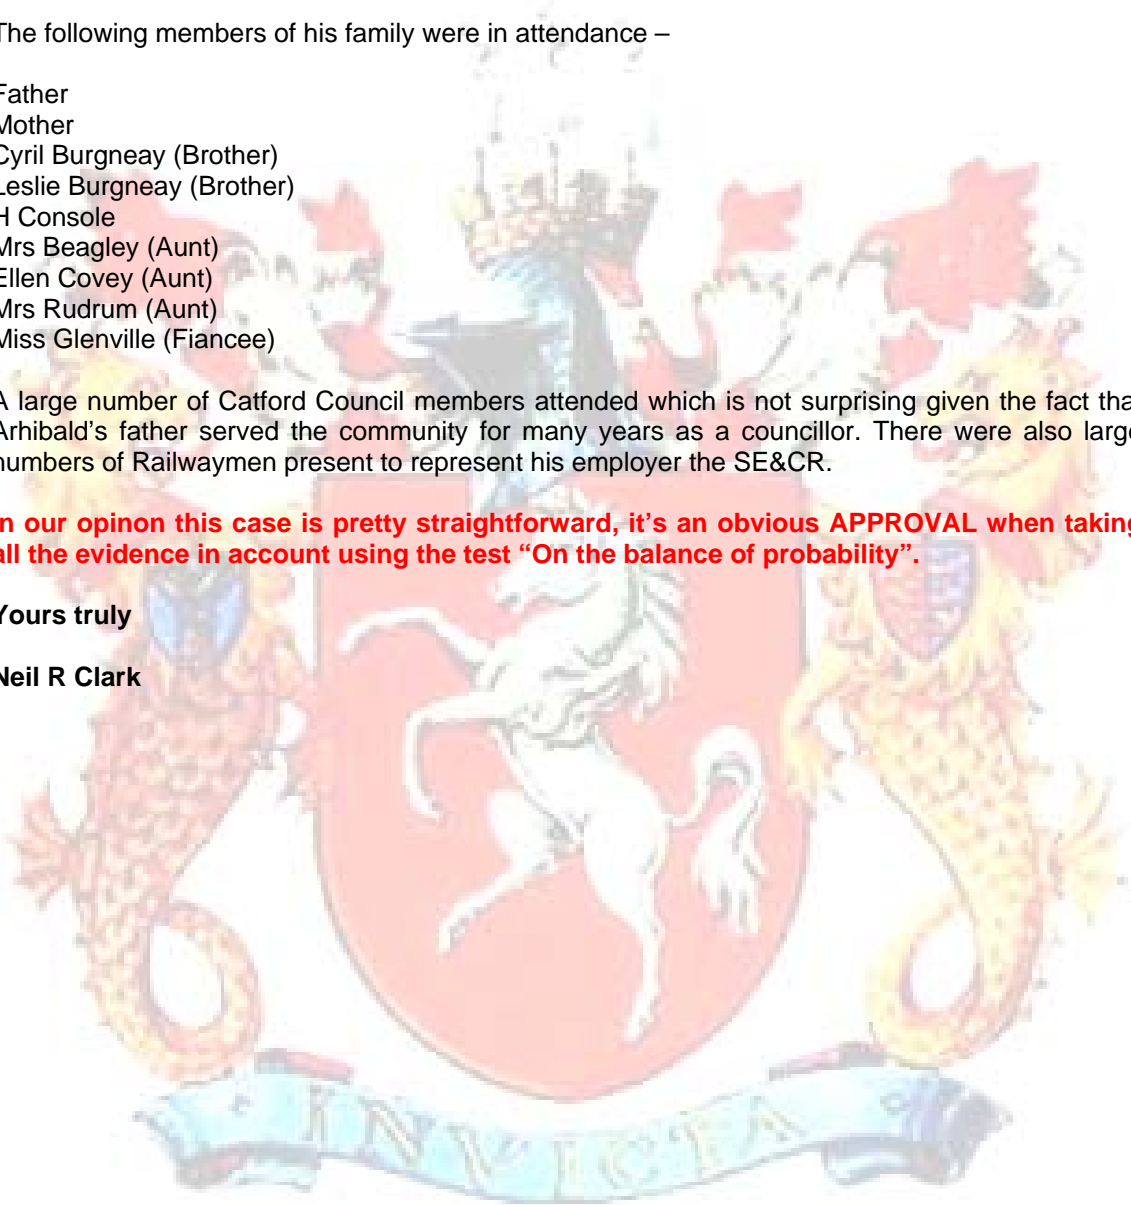 The following members of his family were in attendance –
Father
Mother
Cyril Burgneay (Brother)
Leslie Burgneay (Brother)
H Console
Mrs Beagley (Aunt)
Ellen Covey (Aunt)
Mrs Rudrum (Aunt)
Miss Glenville (Fiancee)
A large number of Catford Council members attended which is not surprising given the fact tha
Arhibald’s father served the community for many years as a councillor. There were also large
numbers of Railwaymen present to represent his employer the SE&CR.
n our opinon this case is pretty straightforward, it’s an obvious APPROVAL when taking
all the evidence in account using the test “On the balance of probability”.
Yours truly
Neil R Clark
INVICTA